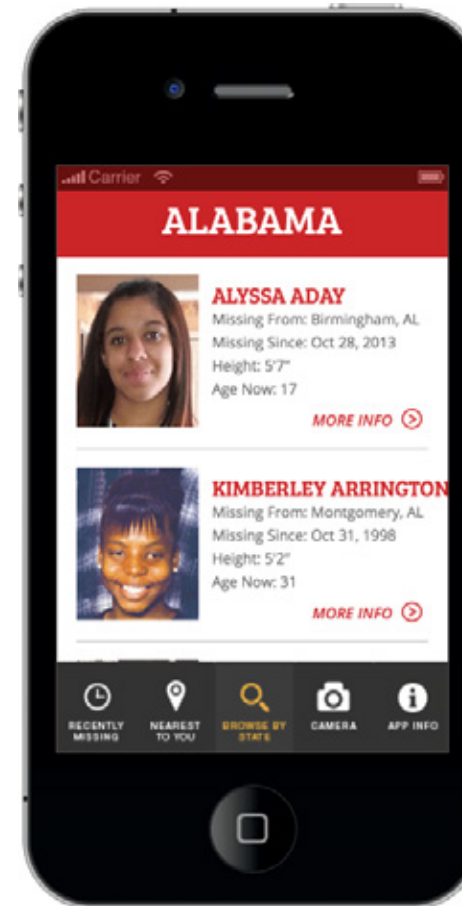 Carrier
ALABAMA
ALYSSA ADAY
Missing From: Birmingham, AL
Missing Since: Oct 28, 2013
Height: 5'7"
Age Now: 17
MORE INFO
KIMBERLEY ARRINGTON
Missing From: Montgomery, AL
Missing Since: Oct 31, 1998
Height: 5'2"
Age Now: 31
MORE INFO
RECENTLY
MISSING
NEAREST
TO YOU
BROWSE BY
STATE
CAMERA
APP INFO